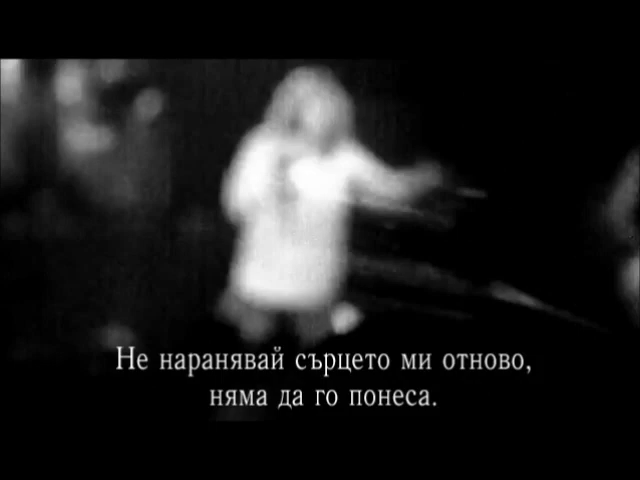 Не наранявай сърцето ми отново,
няма да го понеса.